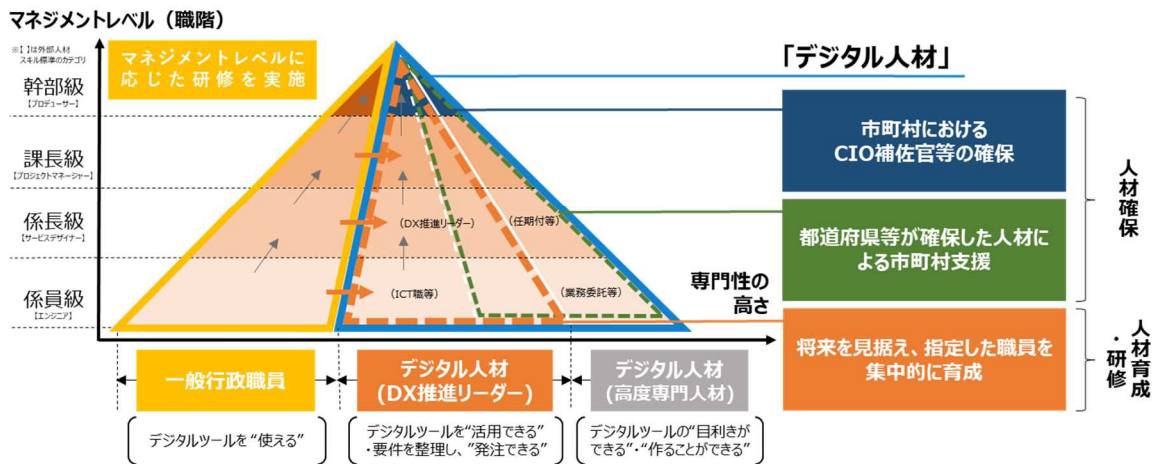 マネジメントレベル（職階）
※【 】は外部人材
スキル標準のカテゴリ
マネジメントレベルに
応じた研修を実施
「デジタル人材」
幹部級
【プロデューサー】
課長級
【プロジェクトマネージャー】
係長級
【サービスデザイナー】
係員級
【エンジニア】
（DX推進リーダー）
（任期付等）
（ICT職等）
（業務委託等）
専門性の
高さ
市町村における
CIO補佐官等の確保
都道府県等が確保した人材に
よる市町村支援
人材確保
将来を見据え、指定した職員を
集中的に育成
人材育成
・研修
一般行政職員
デジタル人材
(DX推進リーダー)
デジタル人材
(高度専門人材)
デジタルツールを“使える”
デジタルツールを“活用できる”
・要件を整理し、”発注できる”
デジタルツールの“目利きが
できる”・“作ることができる”